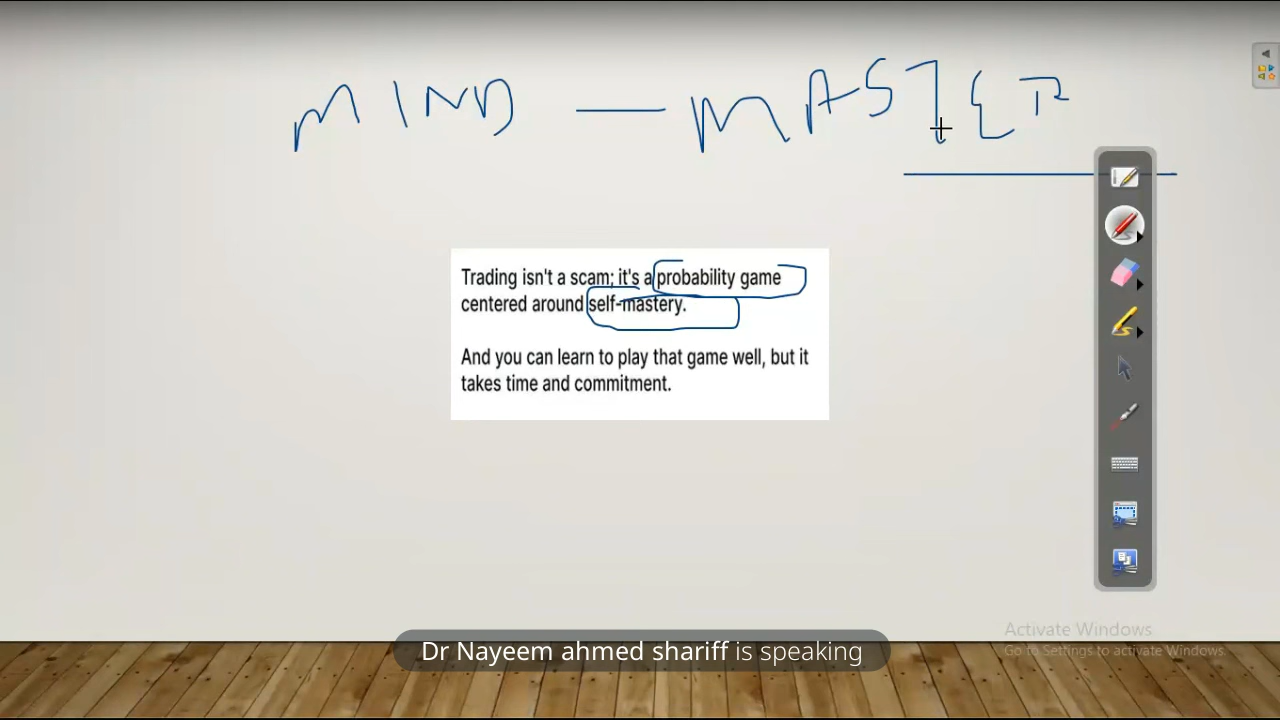 MIND — MASTER
Trading isn't a scam; it's a probability game
centered around self-mastery.
And you can learn to play that game well, but it
takes time and commitment.
Activate Windows
Go to Settings to activate Windows.
Dr Nayeem ahmed shariff is speaking